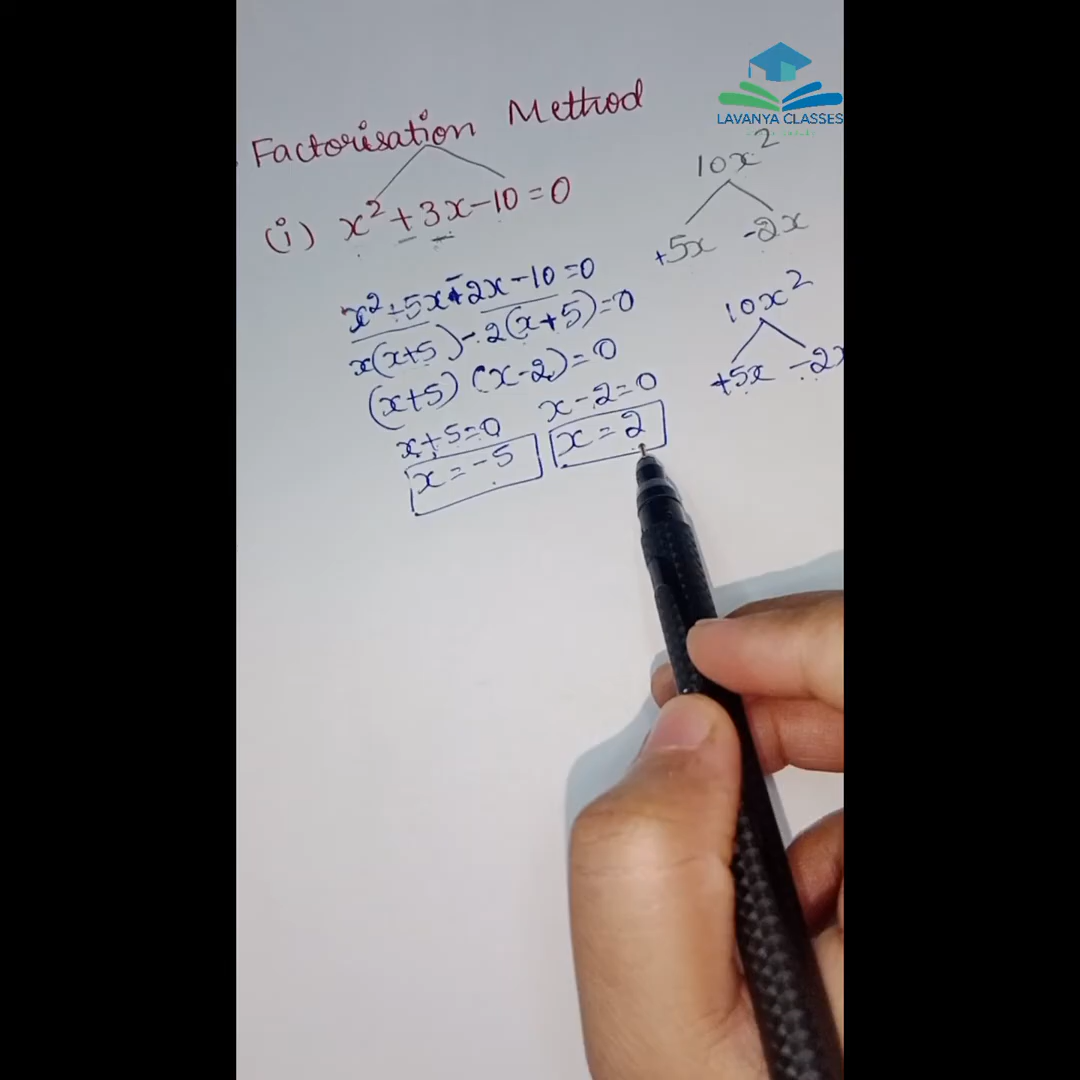 LAVANYA CLASSES
Factorisation Method
(i) x² + 3x - 10 = 0
10x²
+5x -2x
x² + 5x - 2x - 10 = 0
x(x+5) - 2(x+5) = 0
(x+5) (x-2) = 0
x+5=0 x-2=0
x = -5 x = 2
10x²
+5x -2x